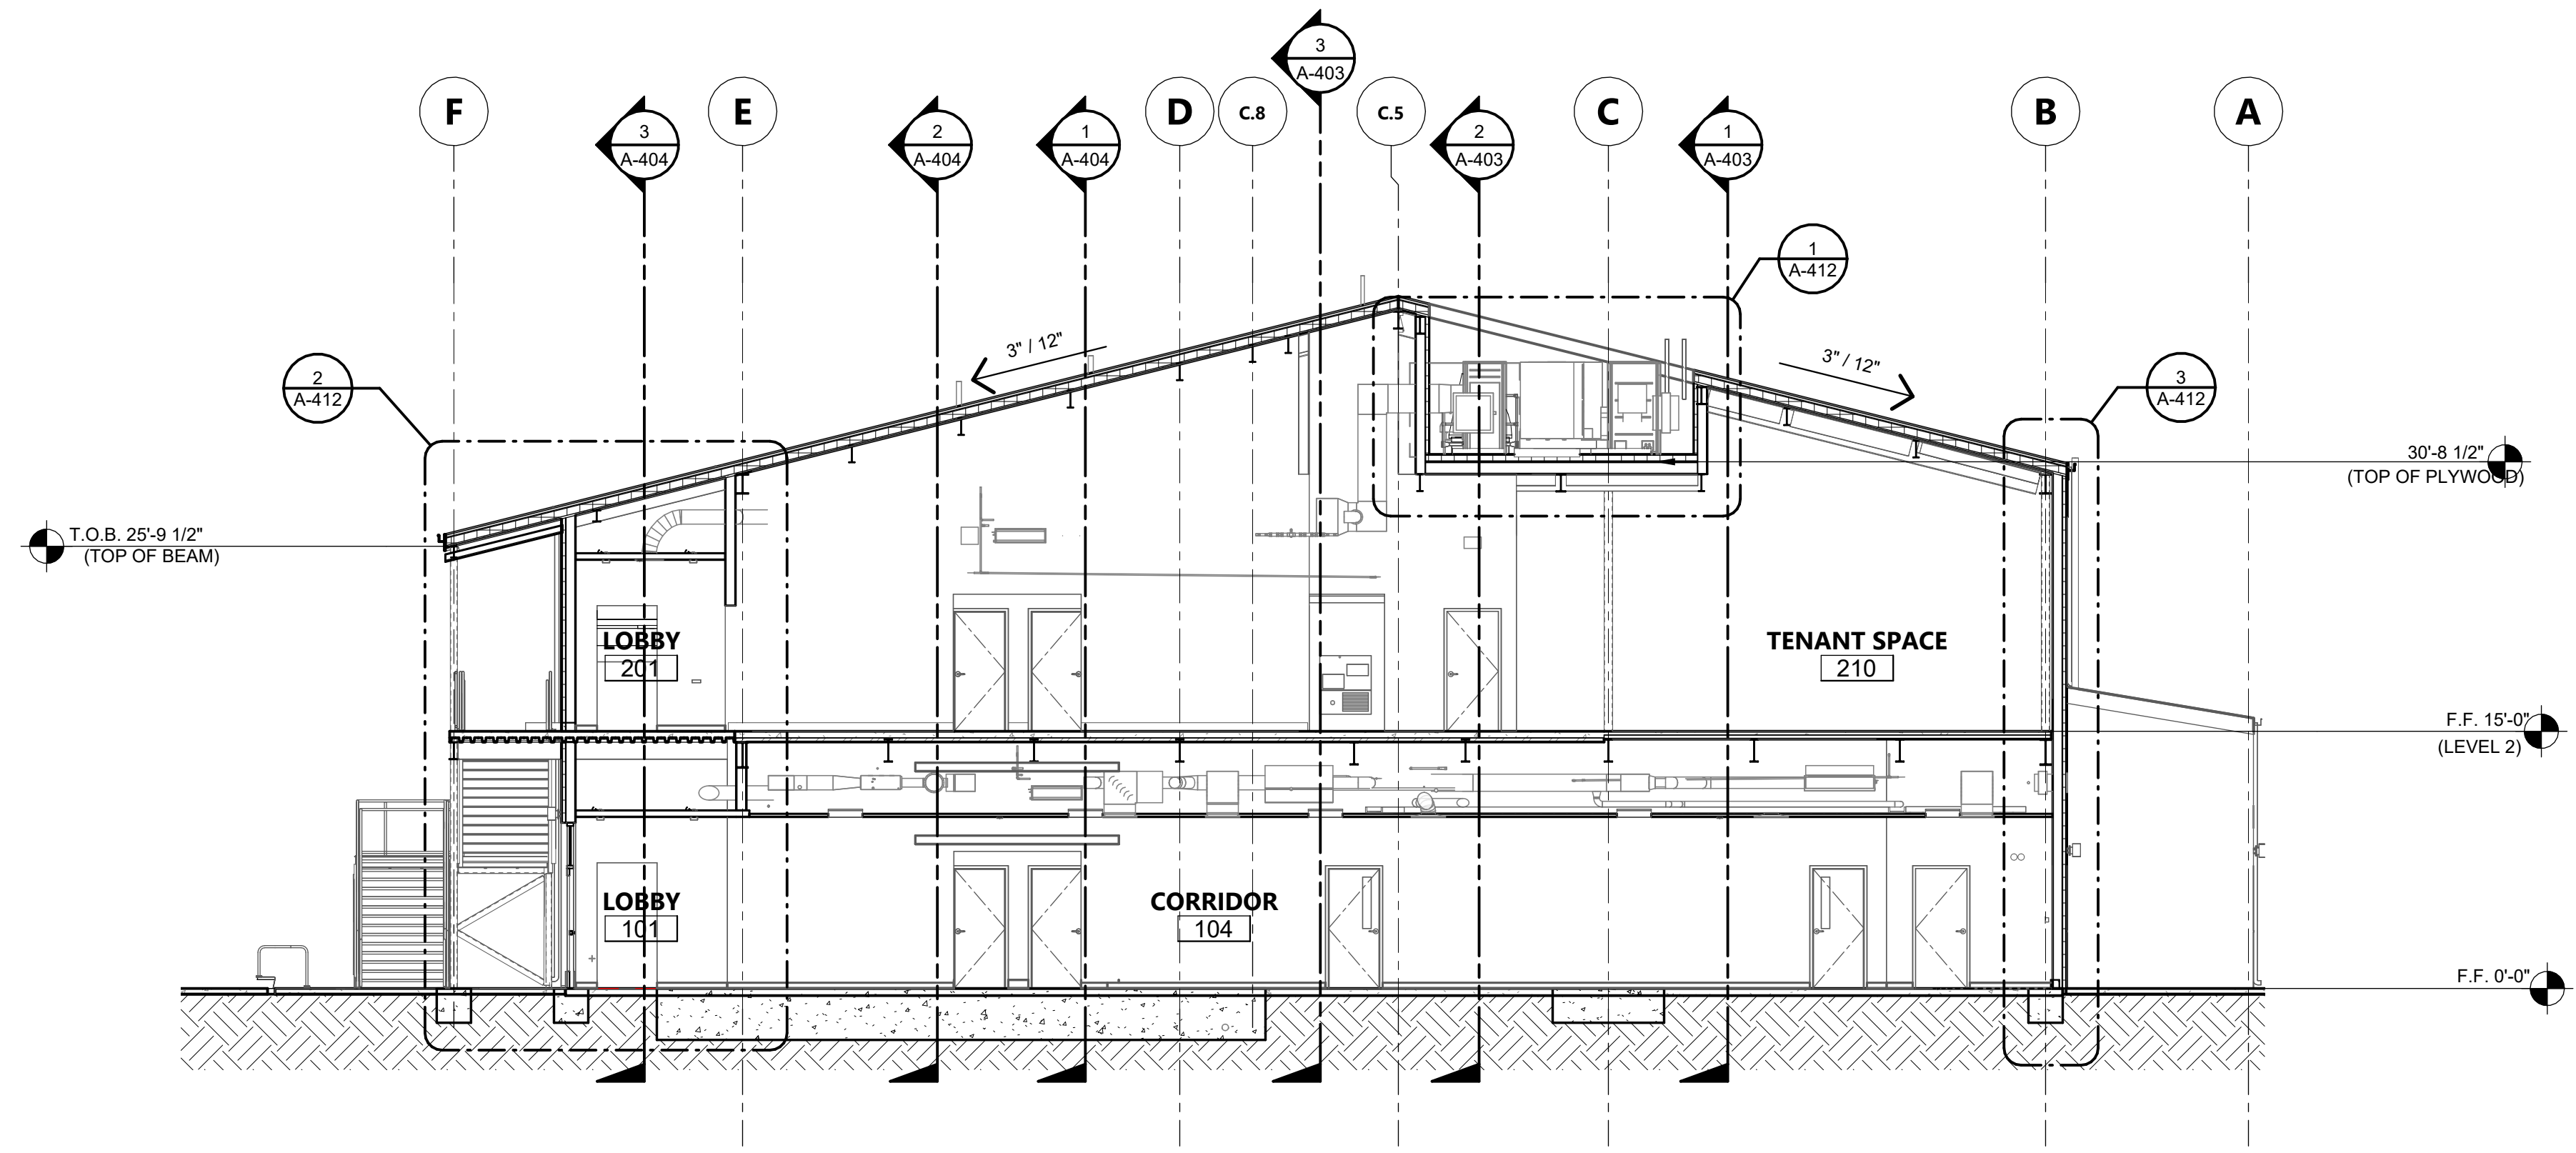 3
A-403
F
3
A-404
E
2
A-404
1
A-404
D
C.8
C.5
2
A-403
C
1
A-403
B
A
1
A-412
3" / 12"
3" / 12"
2
A-412
3
A-412
30'-8 1/2"
(TOP OF PLYWOOD)
T.O.B. 25'-9 1/2"
(TOP OF BEAM)
LOBBY
201
TENANT SPACE
210
F.F. 15'-0"
(LEVEL 2)
LOBBY
101
CORRIDOR
104
F.F. 0'-0"